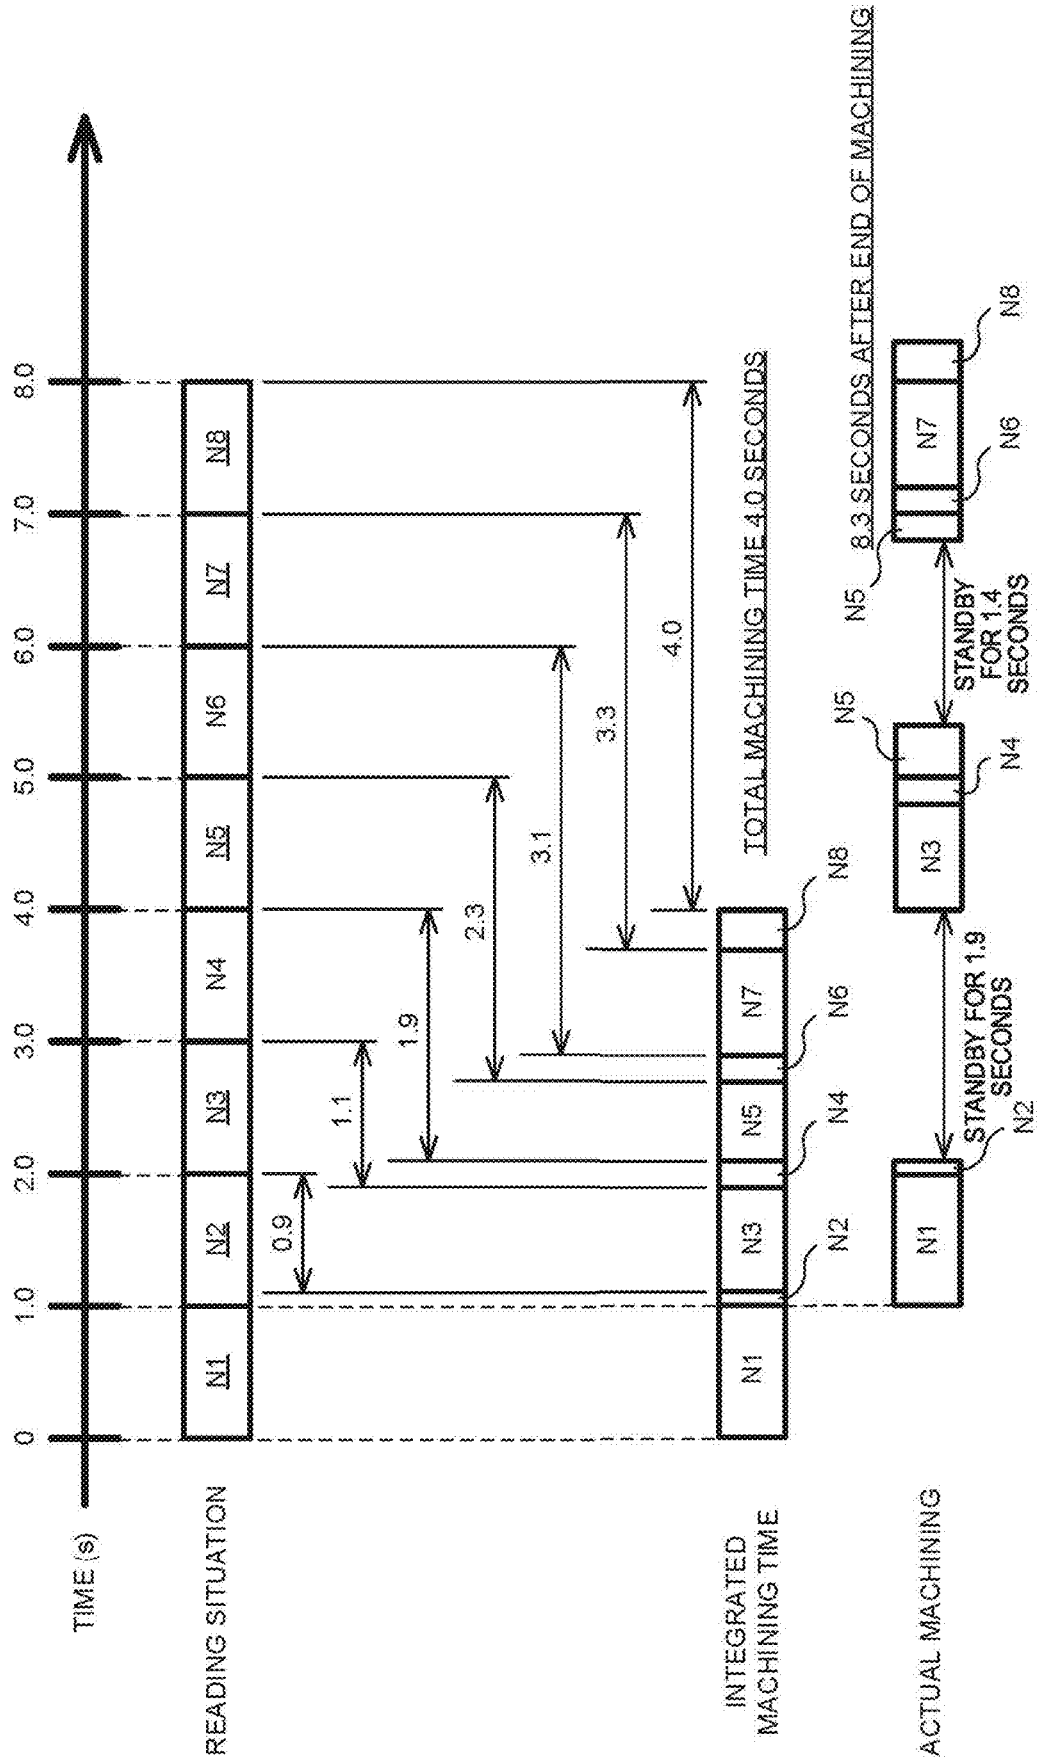 TIME (s)
0
1.0
2.0
3.0
4.0
5.0
6.0
7.0
8.0
READING SITUATION
N1
N2
N3
N4
N5
N6
N7
N8
0.9
1.1
1.9
2.3
3.1
3.3
4.0
INTEGRATED
MACHINING TIME
N1
N2
N3
N4
N5
N6
N7
N8
TOTAL MACHINING TIME 4.0 SECONDS
ACTUAL MACHINING
N1
N2
STANDBY FOR 1.9
SECONDS
N3
N4
N5
STANDBY
FOR 1.4
SECONDS
N5
N6
N7
N8
8.3 SECONDS AFTER END OF MACHINING